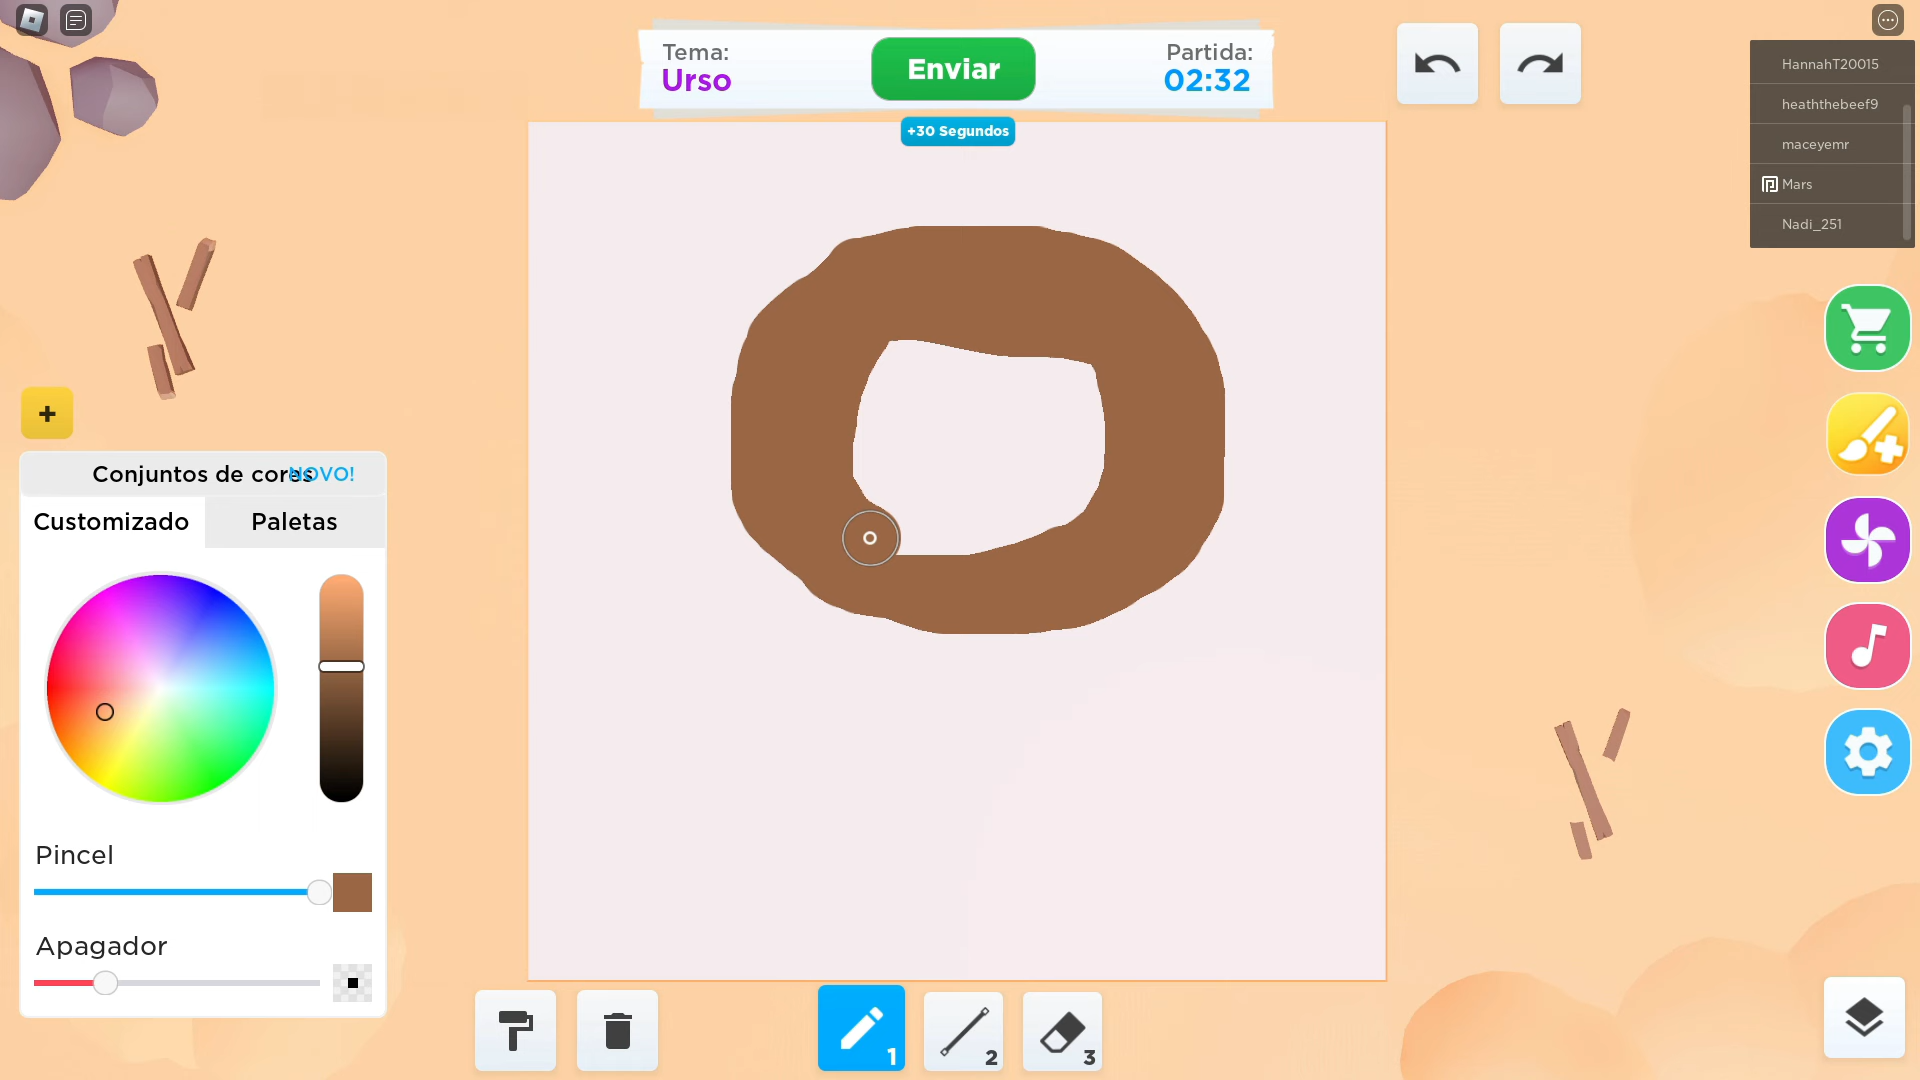 Tema:
Urso
Enviar
Partida:
02:32
+30 Segundos
HannahT20015
heaththebeef9
maceyemr
Mars
Nadi_251
+
Conjuntos de cores
NOVO!
Customizado
Paletas
Pincel
Apagador
1
2
3